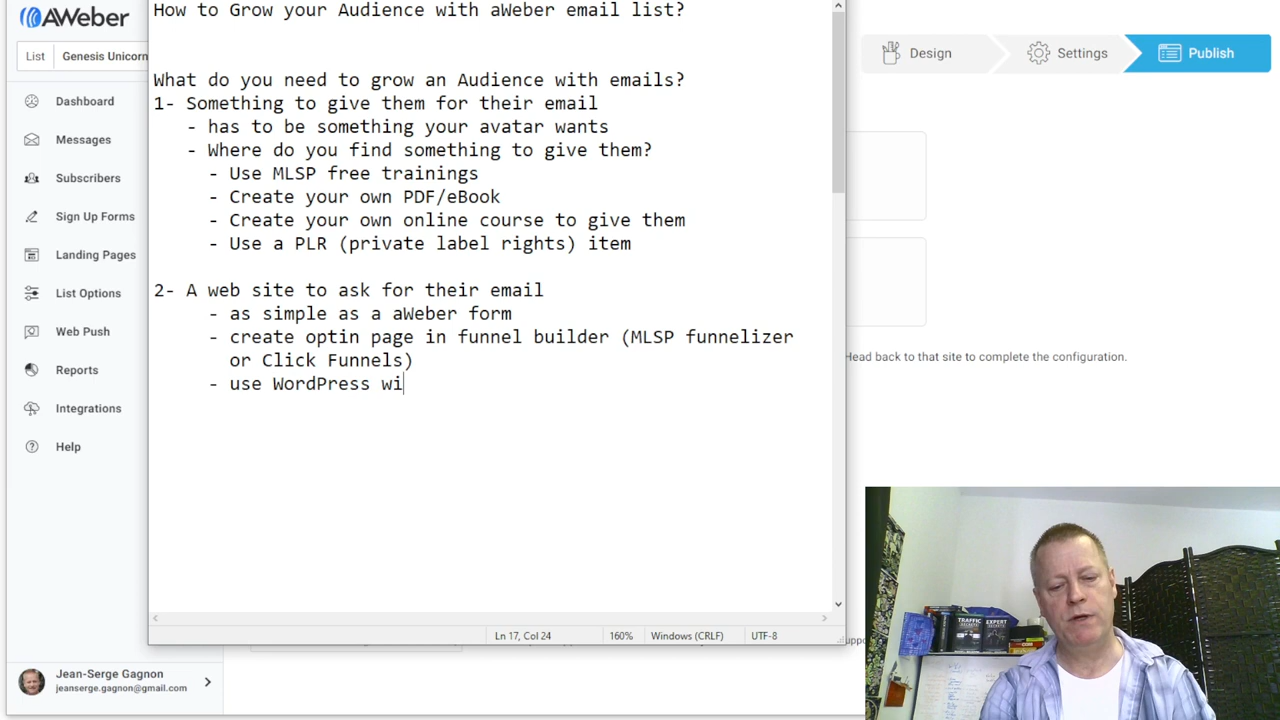 AWeber
How to Grow your Audience with aWeber email list?
List Genesis Unicorn
Design
Settings
Publish
What do you need to grow an Audience with emails?
1- Something to give them for their email
- has to be something your avatar wants
- Where do you find something to give them?
- Use MLSP free trainings
- Create your own PDF/eBook
- Create your own online course to give them
- Use a PLR (private label rights) item
2- A web site to ask for their email
- as simple as a aWeber form
- create optin page in funnel builder (MLSP funnelizer
or Click Funnels)
- use WordPress wi
Dashboard
Messages
Subscribers
Sign Up Forms
Landing Pages
List Options
Web Push
Reports
Integrations
Help
Head back to that site to complete the configuration.
Ln 17, Col 24
160%
Windows (CRLF)
UTF-8
Jean-Serge Gagnon
jeanserge.gagnon@gmail.com
TRAFFIC
SECRETS
EXPERT
SECRETS